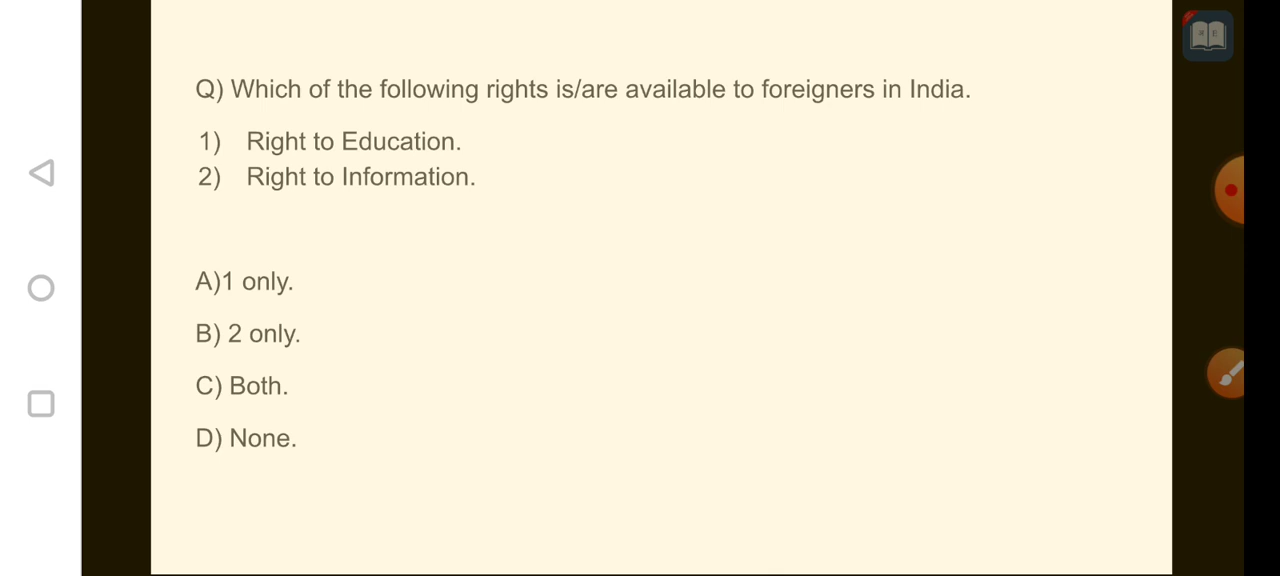 Q) Which of the following rights is/are available to foreigners in India.
1) Right to Education.
2) Right to Information.
A)1 only.
B) 2 only.
C) Both.
D) None.